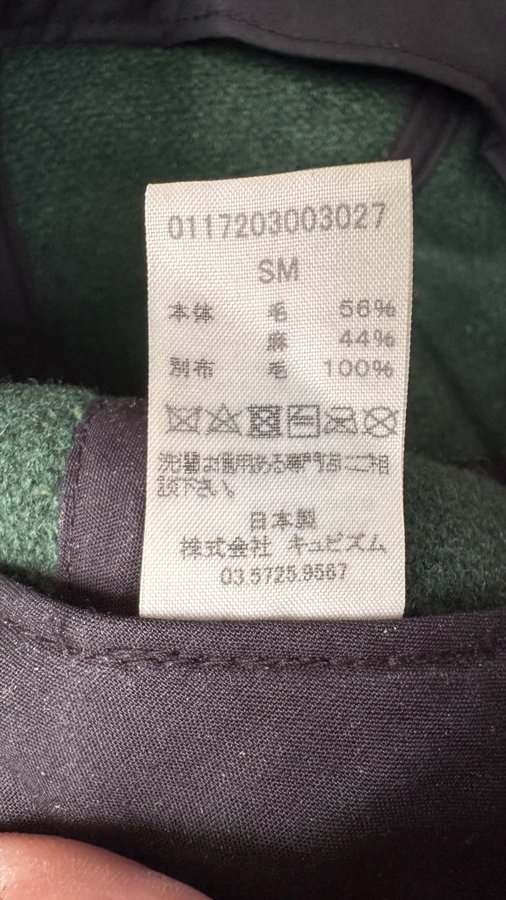 0117203003027
SM
本体 毛 56%
麻 44%
別布 毛 100%
洗濯は信用ある専門店にご相
談下さい。
日本製
株式会社 キュビズム
03.5725.9567